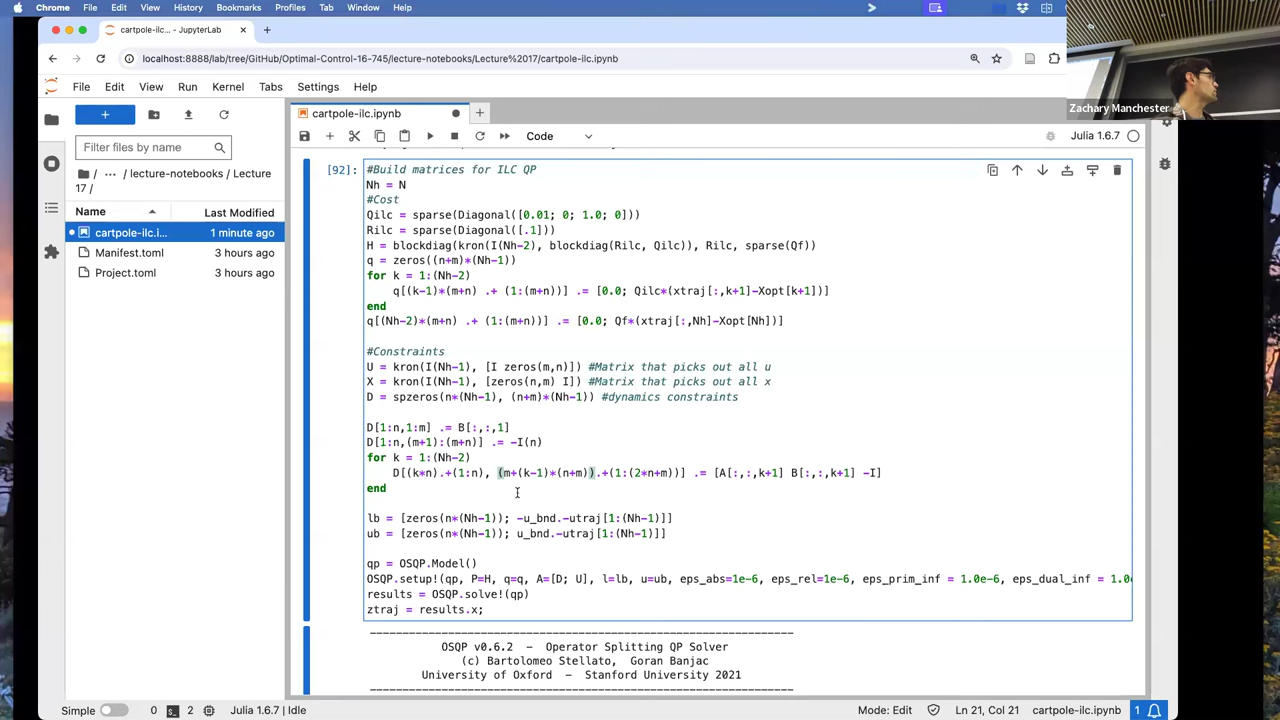 Chrome File Edit View History Bookmarks Profiles Tab Window Help
cartpole-ilc... - JupyterLab
localhost:8888/lab/tree/GitHub/Optimal-Control-16-745/lecture-notebooks/Lecture%2017/cartpole-ilc.ipynb
Zachary Manchester
File Edit View Run Kernel Tabs Settings Help
cartpole-ilc.ipynb
Code
Julia 1.6.7
Filter files by name
/ ··· / lecture-notebooks / Lecture 17 /
Name Last Modified
cartpole-ilc.i... 1 minute ago
Manifest.toml 3 hours ago
Project.toml 3 hours ago
[92]:
#Build matrices for ILC QP
Nh = N
#Cost
Qilc = sparse(Diagonal([0.01; 0; 1.0; 0]))
Rilc = sparse(Diagonal([.1]))
H = blockdiag(kron(I(Nh-2), blockdiag(Rilc, Qilc)), Rilc, sparse(Qf))
q = zeros((n+m)*(Nh-1))
for k = 1:(Nh-2)
    q[(k-1)*(m+n) .+ (1:(m+n))] .= [0.0; Qilc*(xtraj[:,k+1]-Xopt[k+1])]
end
q[(Nh-2)*(m+n) .+ (1:(m+n))] .= [0.0; Qf*(xtraj[:,Nh]-Xopt[Nh])]
#Constraints
U = kron(I(Nh-1), [I zeros(m,n)]) #Matrix that picks out all u
X = kron(I(Nh-1), [zeros(n,m) I]) #Matrix that picks out all x
D = spzeros(n*(Nh-1), (n+m)*(Nh-1)) #dynamics constraints
D[1:n,1:m] .= B[:,:,1]
D[1:n,(m+1):(m+n)] .= -I(n)
for k = 1:(Nh-2)
    D[(k*n).+(1:n), (m+(k-1)*(n+m)).+(1:(2*n+m))] .= [A[:,:,k+1] B[:,:,k+1] -I]
end
lb = [zeros(n*(Nh-1)); -u_bnd.-utraj[1:(Nh-1)]]
ub = [zeros(n*(Nh-1)); u_bnd.-utraj[1:(Nh-1)]]
qp = OSQP.Model()
OSQP.setup!(qp, P=H, q=q, A=[D; U], l=lb, u=ub, eps_abs=1e-6, eps_rel=1e-6, eps_prim_inf = 1.0e-6, eps_dual_inf = 1.0
results = OSQP.solve!(qp)
ztraj = results.x;
-----------------------------------------------------------------
OSQP v0.6.2 - Operator Splitting QP Solver
(c) Bartolomeo Stellato, Goran Banjac
University of Oxford - Stanford University 2021
-----------------------------------------------------------------
Simple 0 2 Julia 1.6.7 | Idle Mode: Edit Ln 21, Col 21 cartpole-ilc.ipynb 1